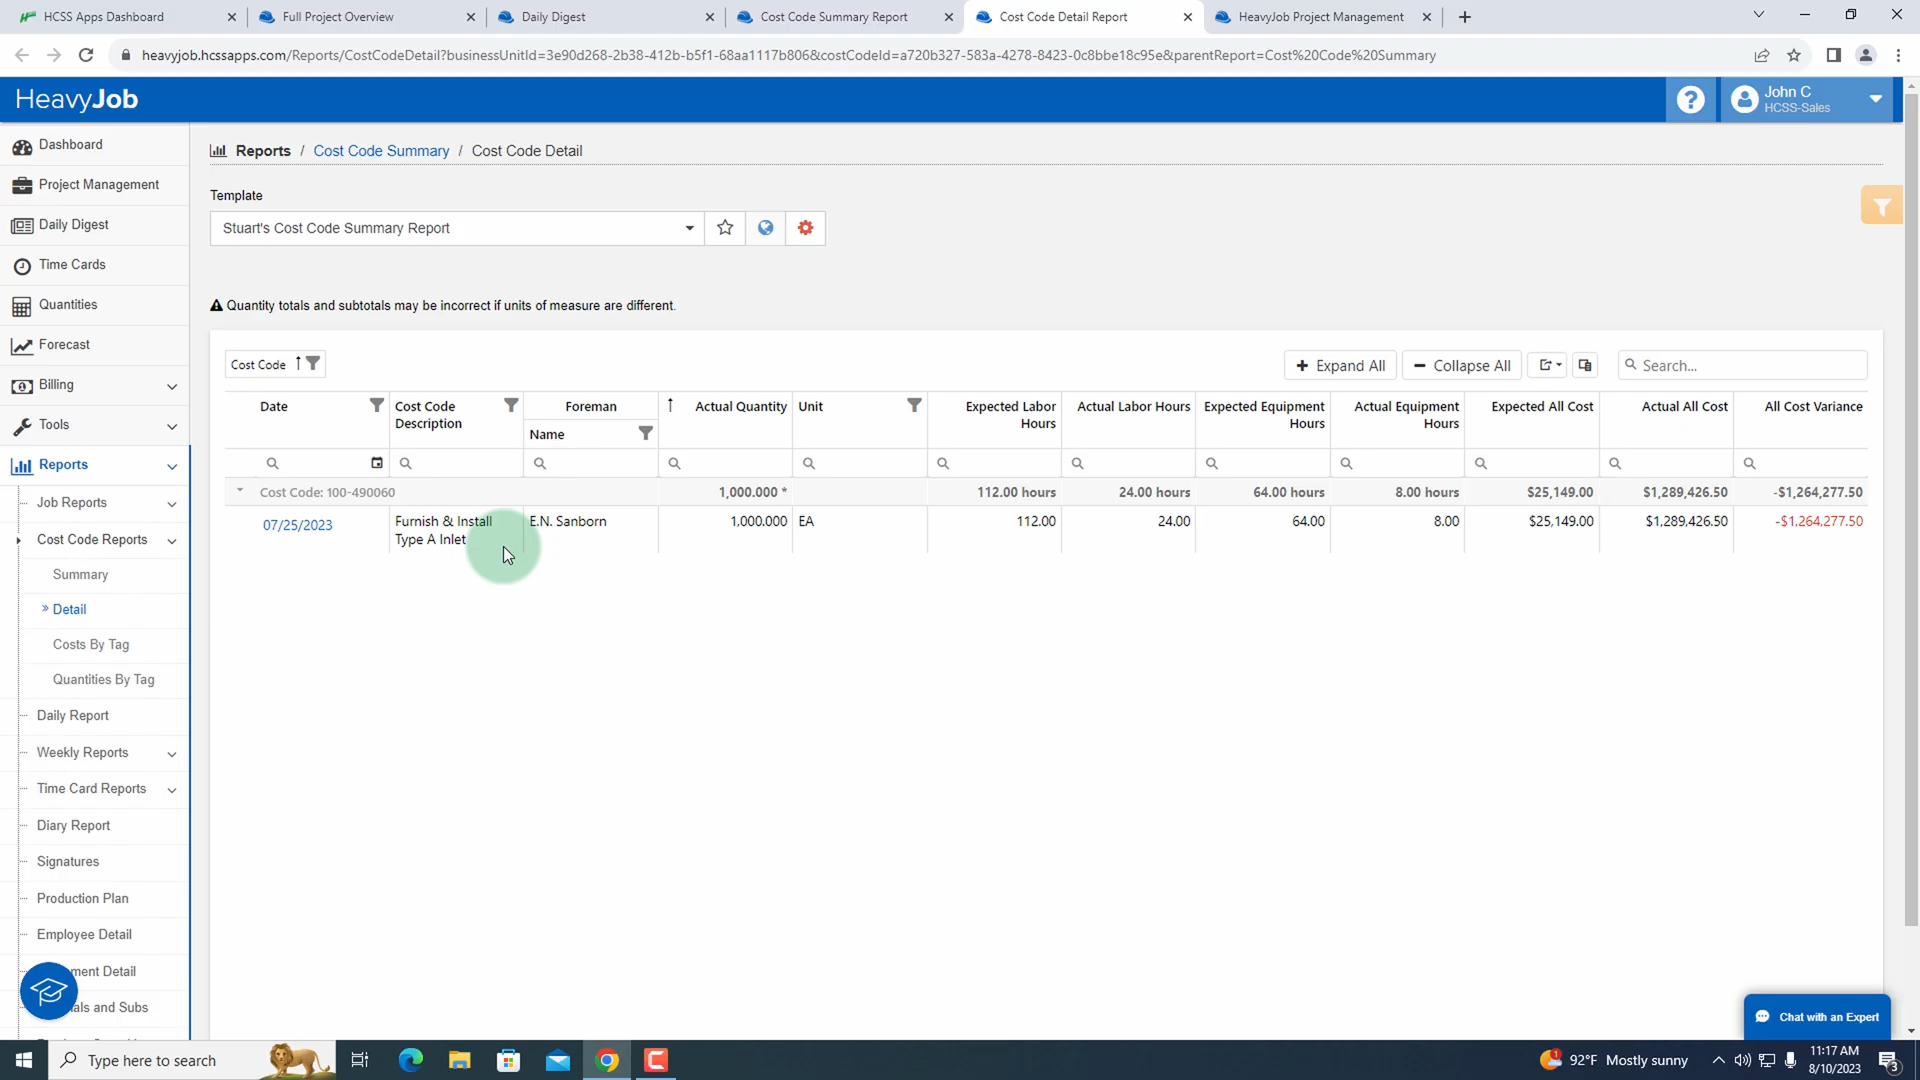 HCSS Apps Dashboard
Full Project Overview
Daily Digest
Cost Code Summary Report
Cost Code Detail Report
HeavyJob Project Management
heavyjob.hcssapps.com/Reports/CostCodeDetail?businessUnitId=3e90d268-2b38-412b-b5f1-68aa1117b806&costCodeId=a720b327-583a-4278-8423-0c8bbe18c95e&parentReport=Cost%20Code%20Summary
HeavyJob
John C
HCSS-Sales
Dashboard
Project Management
Daily Digest
Time Cards
Quantities
Forecast
Billing
Tools
Reports
Job Reports
Cost Code Reports
Summary
» Detail
Costs By Tag
Quantities By Tag
Daily Report
Weekly Reports
Time Card Reports
Diary Report
Signatures
Production Plan
Employee Detail
ment Detail
als and Subs
Reports / Cost Code Summary / Cost Code Detail
Template
Stuart's Cost Code Summary Report
Quantity totals and subtotals may be incorrect if units of measure are different.
Cost Code
Expand All
Collapse All
Search...
Date
Cost Code Description
Foreman
Name
Actual Quantity
Unit
Expected Labor Hours
Actual Labor Hours
Expected Equipment Hours
Actual Equipment Hours
Expected All Cost
Actual All Cost
All Cost Variance
Cost Code: 100-490060 1,000.000 * 112.00 hours 24.00 hours 64.00 hours 8.00 hours $25,149.00 $1,289,426.50 -$1,264,277.50
07/25/2023 Furnish & Install Type A Inlet E.N. Sanborn 1,000.000 EA 112.00 24.00 64.00 8.00 $25,149.00 $1,289,426.50 -$1,264,277.50
Chat with an Expert
Type here to search
1
92°F Mostly sunny
11:17 AM
8/10/2023
3